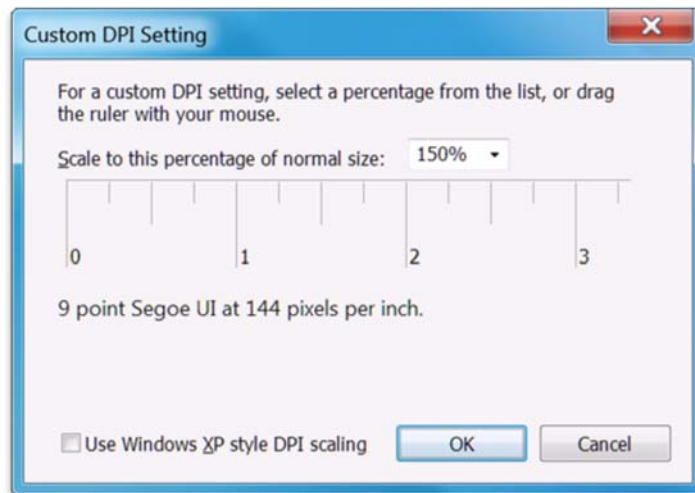 Custom DPI Setting
For a custom DPI setting, select a percentage from the list, or drag
the ruler with your mouse.
Scale to this percentage of normal size: 150%
0 1 2 3
9 point Segoe UI at 144 pixels per inch.
Use Windows XP style DPI scaling OK Cancel